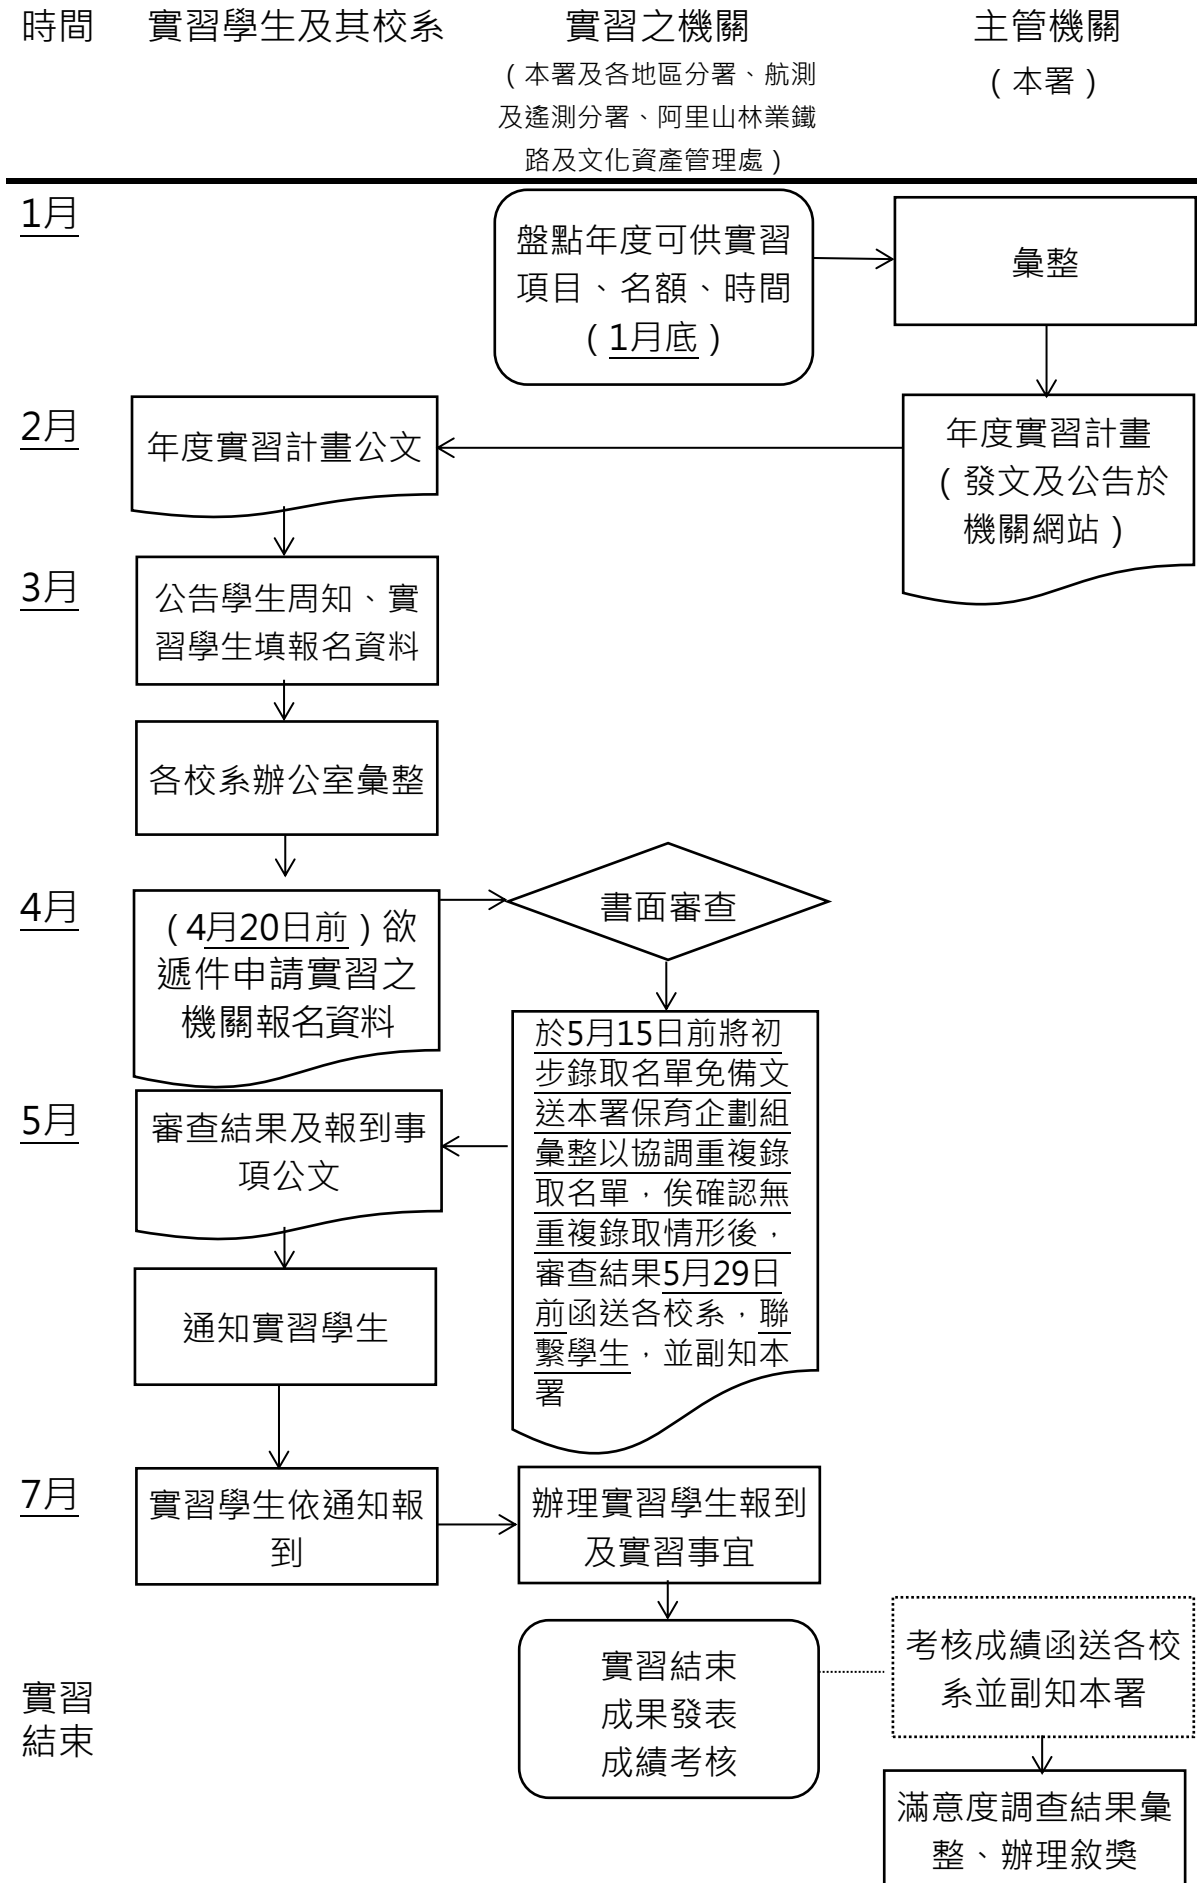 時間
實習學生及其校系
實習之機關
（本署及各地區分署、航測
及遙測分署、阿里山林業鐵
路及文化資產管理處）
主管機關
（本署）
1月
盤點年度可供實習
項目、名額、時間
（1月底）
彙整
2月
年度實習計畫公文
年度實習計畫
（發文及公告於
機關網站）
3月
公告學生周知、實
習學生填報名資料
各校系辦公室彙整
4月
（4月20日前）欲
遞件申請實習之
機關報名資料
書面審查
於5月15日前將初
步錄取名單免備文
送本署保育企劃組
彙整以協調重複錄
取名單，俟確認無
重複錄取情形後，
審查結果5月29日
前函送各校系，聯
繫學生，並副知本
署
5月
審查結果及報到事
項公文
通知實習學生
7月
實習學生依通知報
到
辦理實習學生報到
及實習事宜
實習
結束
實習結束
成果發表
成績考核
考核成績函送各校
系並副知本署
滿意度調查結果彙
整、辦理敘獎